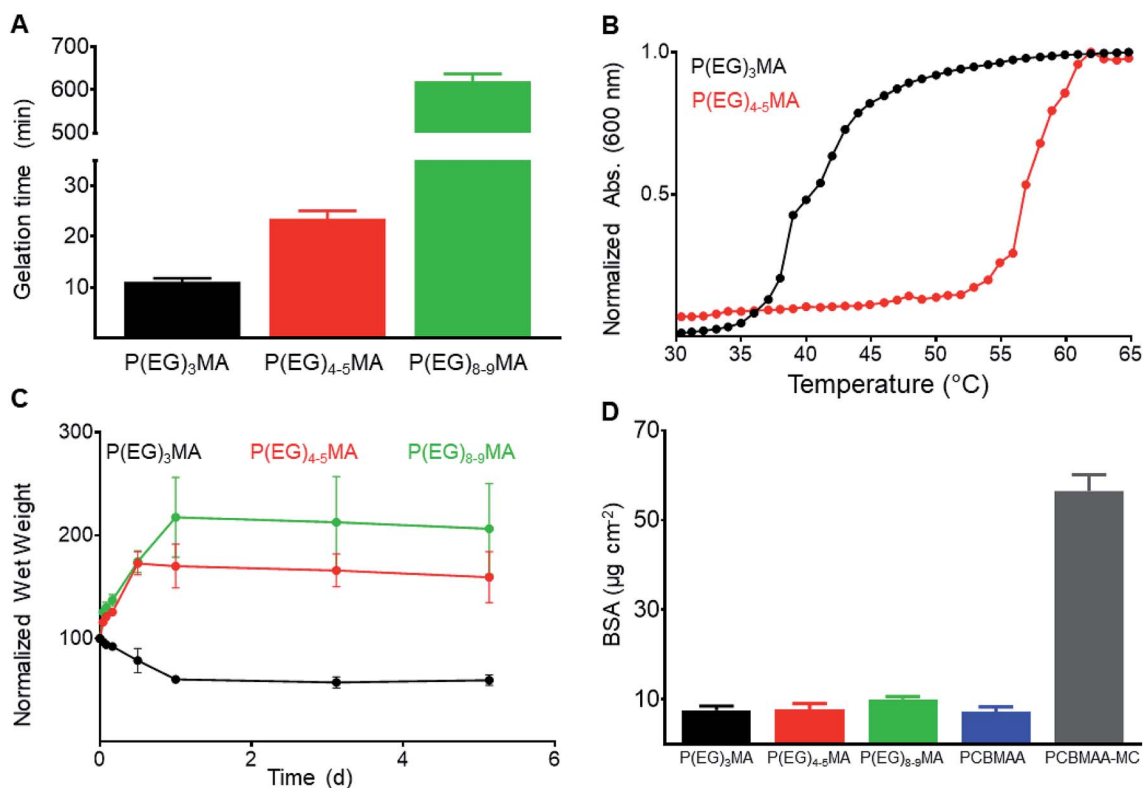 A
Gelation time (min)
700
600
500
30
20
10
P(EG)₃MA
P(EG)₄₋₅MA
P(EG)₈₋₉MA
B
Normalized Abs. (600 nm)
1.0
0.5
P(EG)₃MA
P(EG)₄₋₅MA
30 35 40 45 50 55 60 65
Temperature (°C)
C
Normalized Wet Weight
300
200
100
P(EG)₃MA P(EG)₄₋₅MA P(EG)₈₋₉MA
0 2 4 6
Time (d)
D
BSA (µg cm⁻²)
70
50
30
10
P(EG)₃MA P(EG)₄₋₅MA P(EG)₈₋₉MA PCBMAA PCBMAA-MC